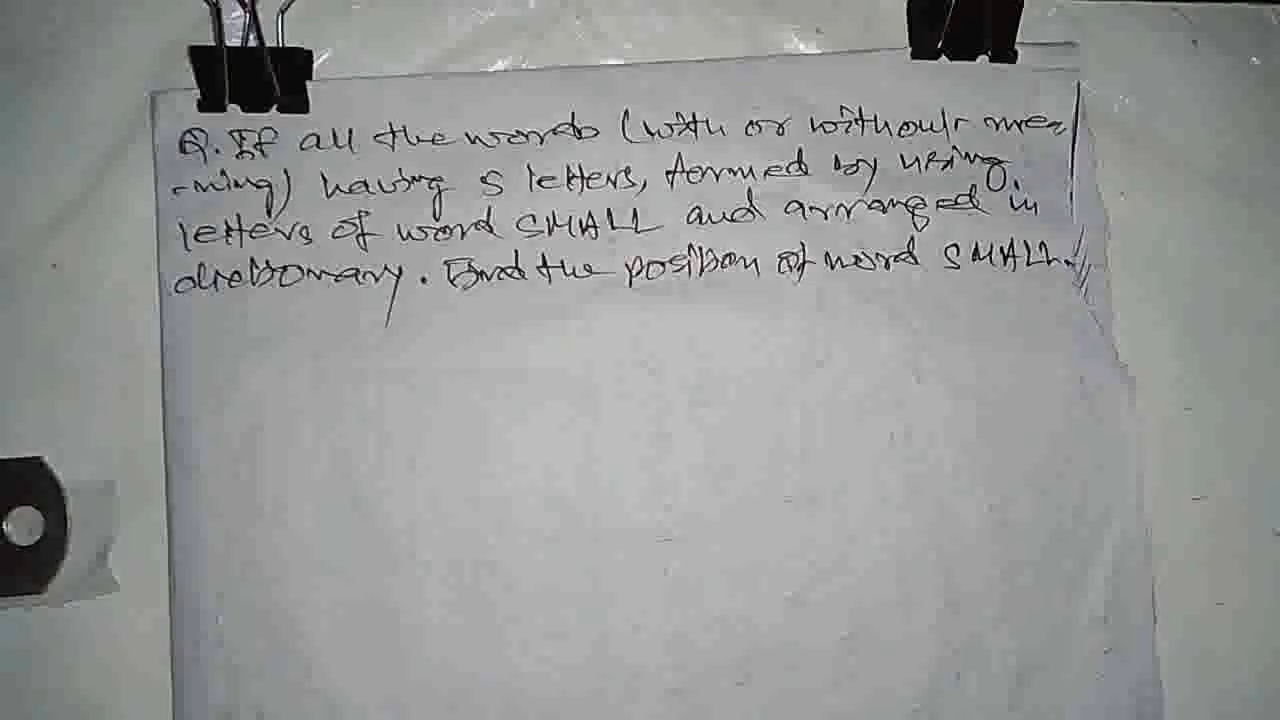 Q. If all the words (with or without mea
-ning) having 5 letters, formed by using
letters of word SMALL and arranged in
dictionary. Find the position of word SMALL.